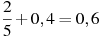 2/5 + 0,4 = 0,6